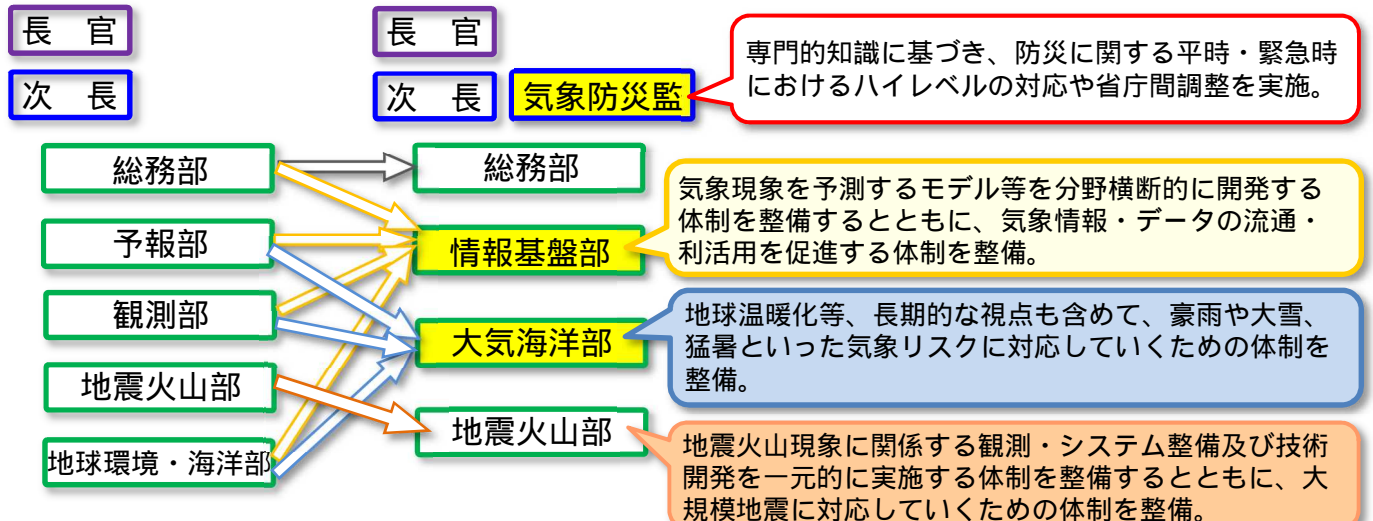 長　官
次　長
総務部
予報部
観測部
地震火山部
地球環境・海洋部
長　官
次　長
気象防災監
総務部
情報基盤部
大気海洋部
地震火山部
専門的知識に基づき、防災に関する平時・緊急時
におけるハイレベルの対応や省庁間調整を実施。
気象現象を予測するモデル等を分野横断的に開発する
体制を整備するとともに、気象情報・データの流通・
利活用を促進する体制を整備。
地球温暖化等、長期的な視点も含めて、豪雨や大雪、
猛暑といった気象リスクに対応していくための体制を
整備。
地震火山現象に関係する観測・システム整備及び技術
開発を一元的に実施する体制を整備するとともに、大
規模地震に対応していくための体制を整備。